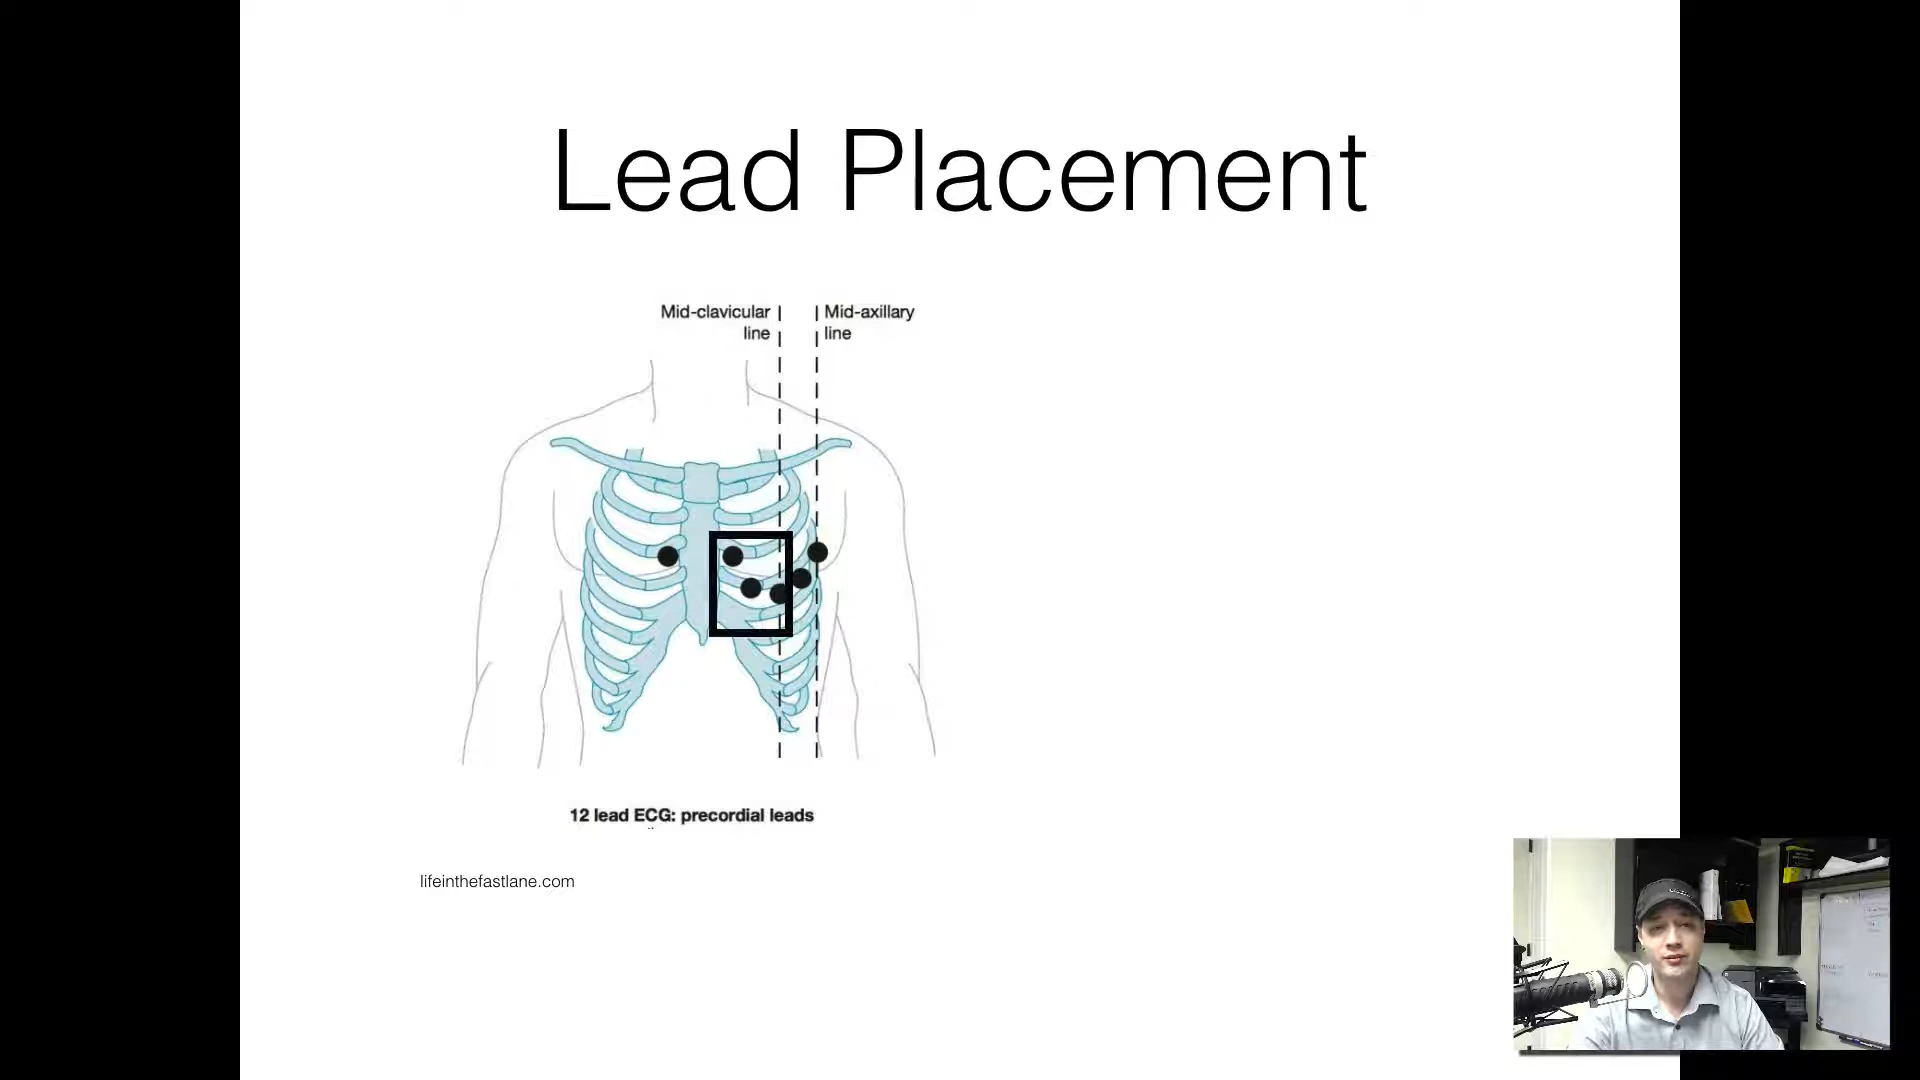 Lead Placement
Mid-clavicular
line
Mid-axillary
line
12 lead ECG: precordial leads
lifeinthefastlane.com